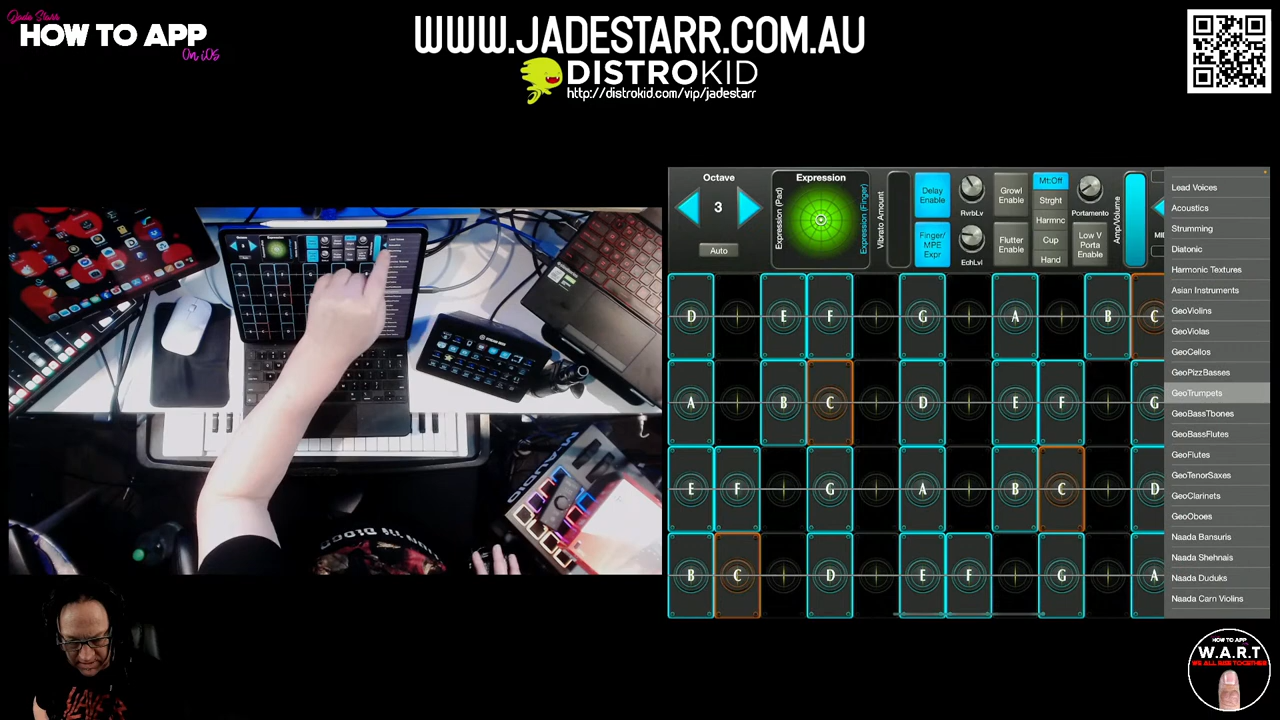 Jade Starr
HOW TO APP
On iOS
WWW.JADESTARR.COM.AU
DISTROKID
http://distrokid.com/vip/jadestarr
Octave
3
Auto
Expression
Expression (Pad)
Expression (Finger)
Vibrato Amount
Delay
Enable
Finger/
MPE
Expr
RvrbLv
EchLvl
Growl
Enable
Flutter
Enable
Mt:Off
Strght
Harmnc
Cup
Hand
Portamento
Low V
Porta
Enable
Amp/Volume
D E F G A B C
A B C D E F G
E F G A B C D
B C D E F G A
Lead Voices
Acoustics
Strumming
Diatonic
Harmonic Textures
Asian Instruments
GeoViolins
GeoViolas
GeoCellos
GeoPizzBasses
GeoTrumpets
GeoBassTbones
GeoBassFlutes
GeoFlutes
GeoTenorSaxes
GeoClarinets
GeoOboes
Naada Bansuris
Naada Shehnais
Naada Duduks
Naada Carn Violins
HOW TO APP
W.A.R.T
WE ALL RISE TOGETHER